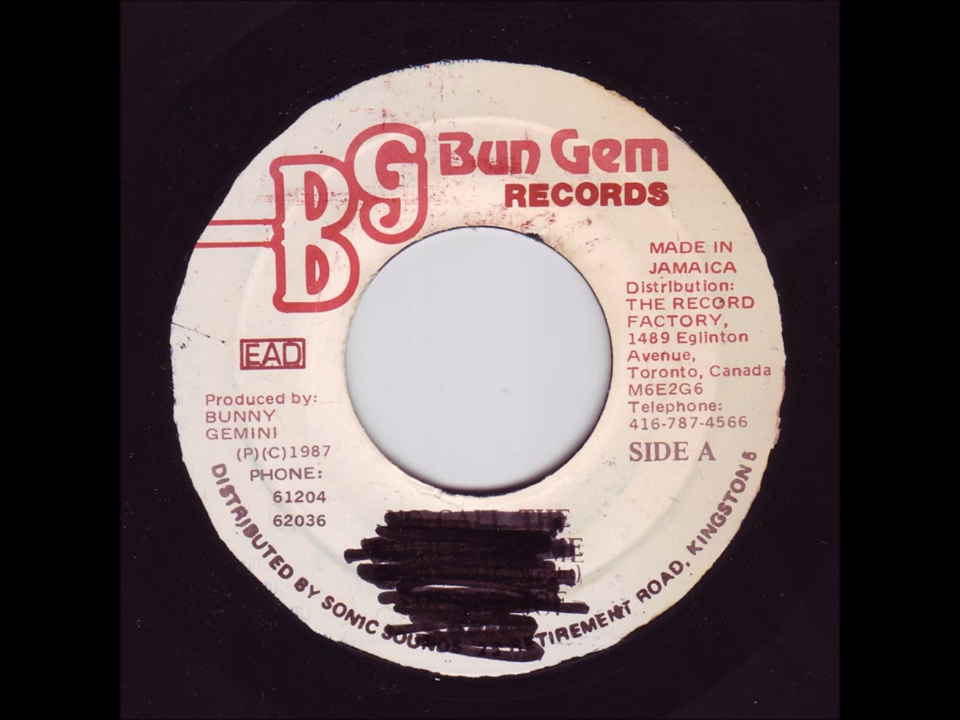 BG
Bun Gem
RECORDS
MADE IN
JAMAICA
Distribution:
THE RECORD
FACTORY,
1489 Eglinton
Avenue,
Toronto, Canada
M6E2G6
Telephone:
416-787-4566
SIDE A
EAD
Produced by:
BUNNY
GEMINI
(P)(C)1987
PHONE:
61204
62036
THE
DISTRIBUTED BY SONIC SOUNDS RETIREMENT ROAD, KINGSTON 5